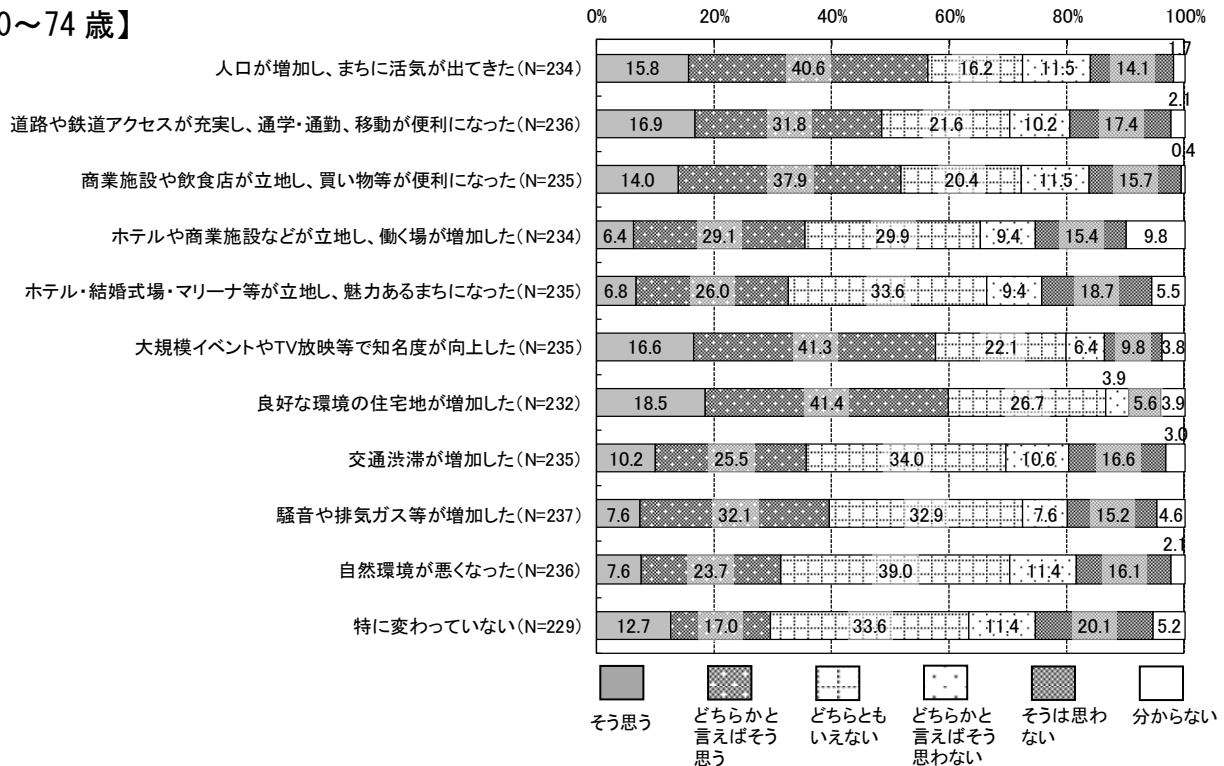 0～74 歳】
0% 20% 40% 60% 80% 100%
人口が増加し、まちに活気が出てきた(N=234) 15.8 40.6 16.2 11.5 14.1 1.7
道路や鉄道アクセスが充実し、通学・通勤、移動が便利になった(N=236) 16.9 31.8 21.6 10.2 17.4 2.1
商業施設や飲食店が立地し、買い物等が便利になった(N=235) 14.0 37.9 20.4 11.5 15.7 0.4
ホテルや商業施設などが立地し、働く場が増加した(N=234) 6.4 29.1 29.9 9.4 15.4 9.8
ホテル・結婚式場・マリーナ等が立地し、魅力あるまちになった(N=235) 6.8 26.0 33.6 9.4 18.7 5.5
大規模イベントやTV放映等で知名度が向上した(N=235) 16.6 41.3 22.1 6.4 9.8 3.8
良好な環境の住宅地が増加した(N=232) 18.5 41.4 26.7 3.9 5.6 3.9
交通渋滞が増加した(N=235) 10.2 25.5 34.0 10.6 16.6 3.0
騒音や排気ガス等が増加した(N=237) 7.6 32.1 32.9 7.6 15.2 4.6
自然環境が悪くなった(N=236) 7.6 23.7 39.0 11.4 16.1 2.1
特に変わっていない(N=229) 12.7 17.0 33.6 11.4 20.1 5.2
そう思う
どちらかと
言えばそう
思う
どちらとも
いえない
どちらかと
言えばそう
思わない
そうは思わ
ない
分からない